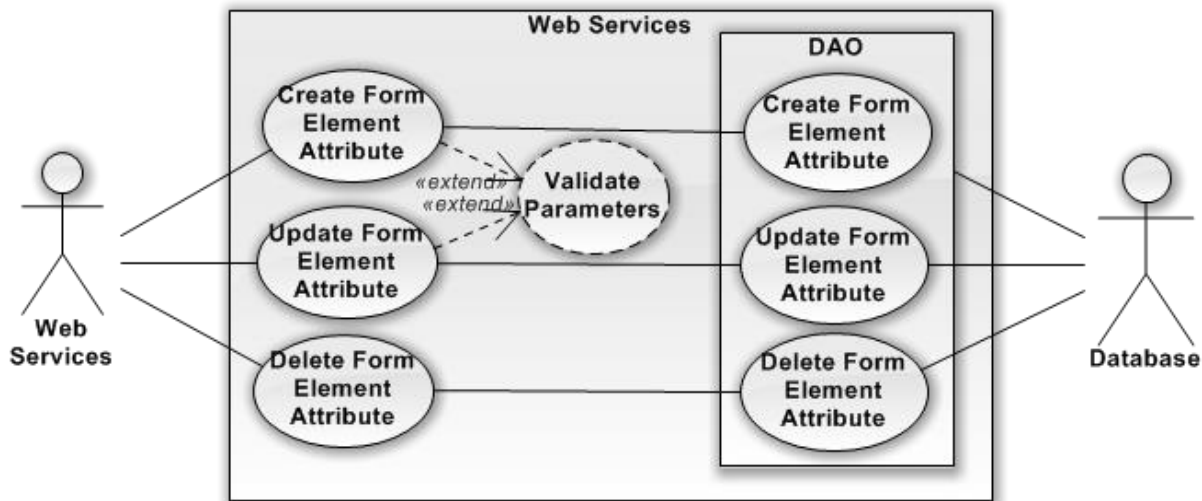 Web Services
DAO
Create Form
Element
Attribute
Create Form
Element
Attribute
«extend»
«extend»
Validate
Parameters
Update Form
Element
Attribute
Update Form
Element
Attribute
Web
Services
Delete Form
Element
Attribute
Delete Form
Element
Attribute
Database